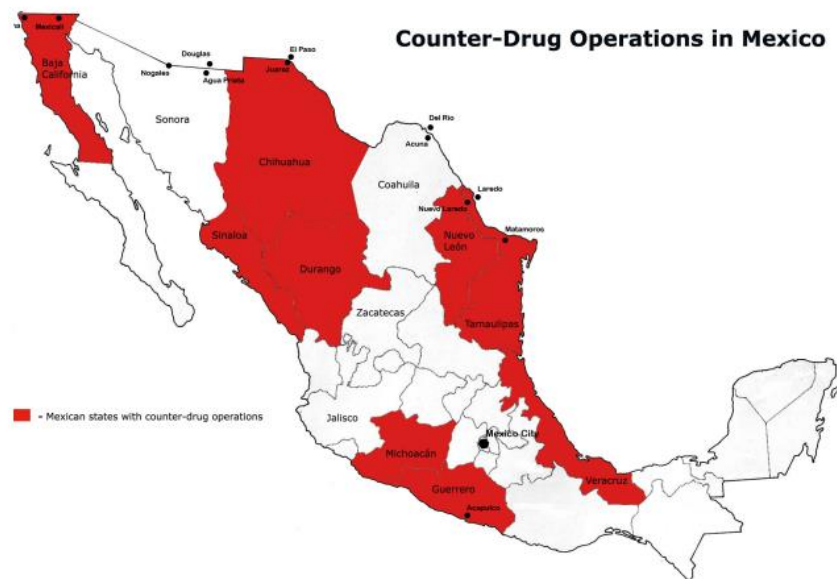 Counter-Drug Operations in Mexico
Mexicali
Baja
California
Nogales
Douglas
Agua Prieta
El Paso
Juarez
Sonora
Chihuahua
Del Rio
Acuna
Coahuila
Laredo
Nuevo Laredo
Sinaloa
Nuevo
León
Matamoros
Durango
Zacatecas
Tamaulipas
= Mexican states with counter-drug operations
Jalisco
Mexico City
Michoacán
Guerrero
Veracruz
Acapulco